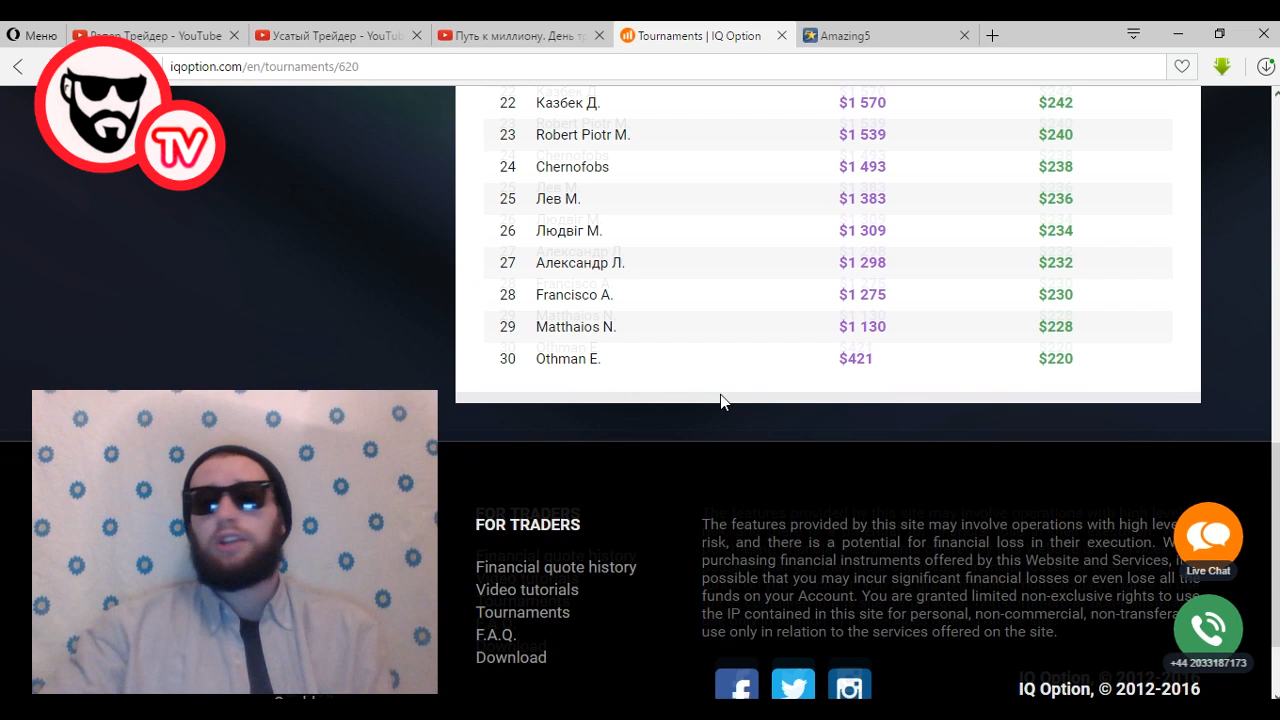 Меню
Рапер Трейдер - YouTube
Усатый Трейдер - YouTu
Путь к миллиону. День т
Tournaments | IQ Option
Amazing5
iqoption.com/en/tournaments/620
TV
22 Казбек Д. $1 570 $242
23 Robert Piotr M. $1 539 $240
24 Chernofobs $1 493 $238
25 Лев М. $1 383 $236
26 Людвіг М. $1 309 $234
27 Александр Л. $1 298 $232
28 Francisco A. $1 275 $230
29 Matthaios N. $1 130 $228
30 Othman E. $421 $220
FOR TRADERS
Financial quote history
Video tutorials
Tournaments
F.A.Q.
Download
The features provided by this site may involve operations with high leve
risk, and there is a potential for financial loss in their execution. W
purchasing financial instruments offered by this Website and Services, i
possible that you may incur significant financial losses or even lose all the
funds on your Account. You are granted limited non-exclusive rights to use
the IP contained in this site for personal, non-commercial, non-transfera
use only in relation to the services offered on the site.
Live Chat
+44 2033187173
IQ Option, © 2012-2016